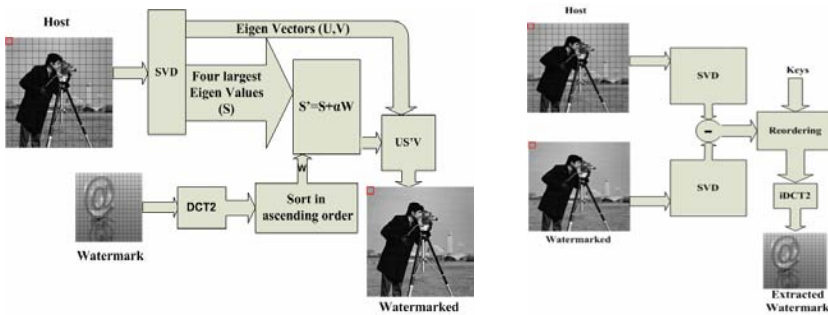 Host
SVD
Eigen Vectors (U,V)
Four largest
Eigen Values
(S)
S'=S+αW
US'V
W
DCT2
Sort in
ascending order
Watermark
Watermarked
Host
SVD
Keys
–
Reordering
SVD
iDCT2
Watermarked
Extracted
Watermark